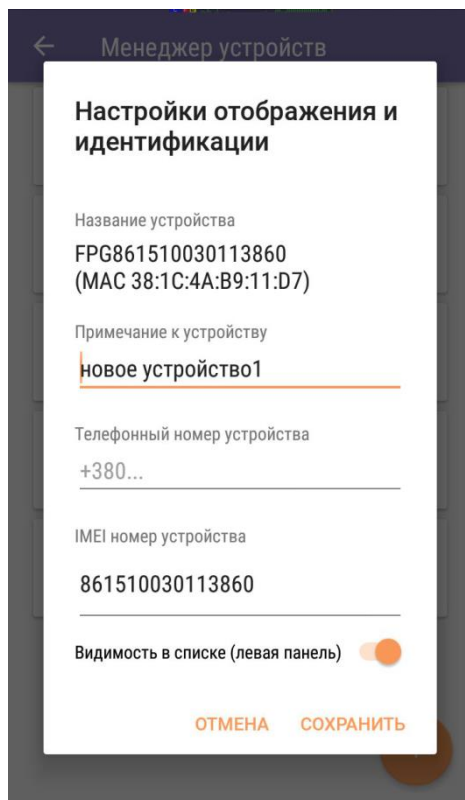 Менеджер устройств
Настройки отображения и
идентификации
Название устройства
FPG861510030113860
(MAC 38:1C:4A:B9:11:D7)
Примечание к устройству
новое устройство1
Телефонный номер устройства
+380...
IMEI номер устройства
861510030113860
Видимость в списке (левая панель)
ОТМЕНА СОХРАНИТЬ